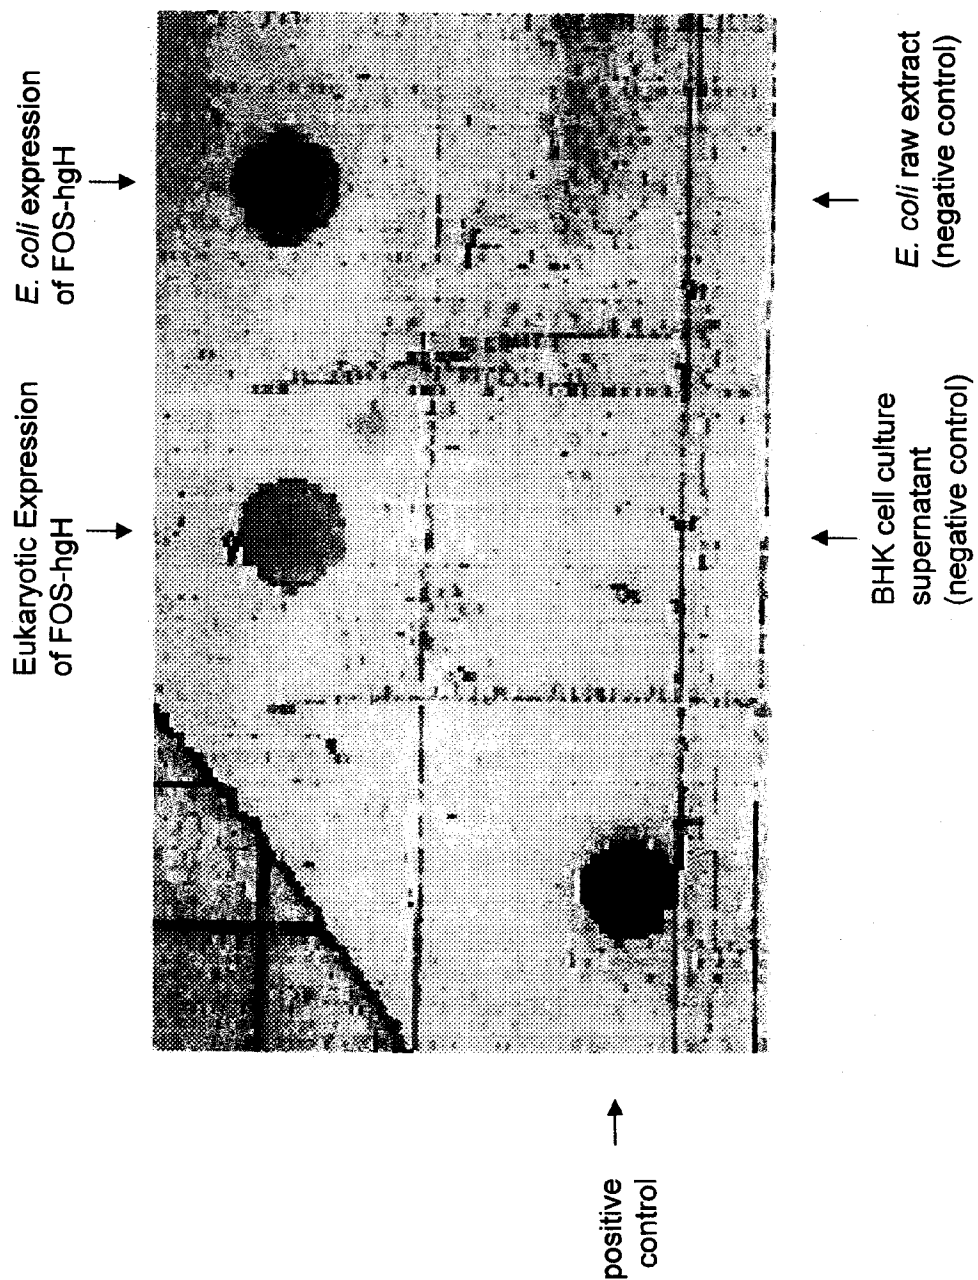 Eukaryotic Expression
of FOS-hgH
E. coli expression
of FOS-hgH
positive
control
BHK cell culture
supernatant
(negative control)
E. coli raw extract
(negative control)